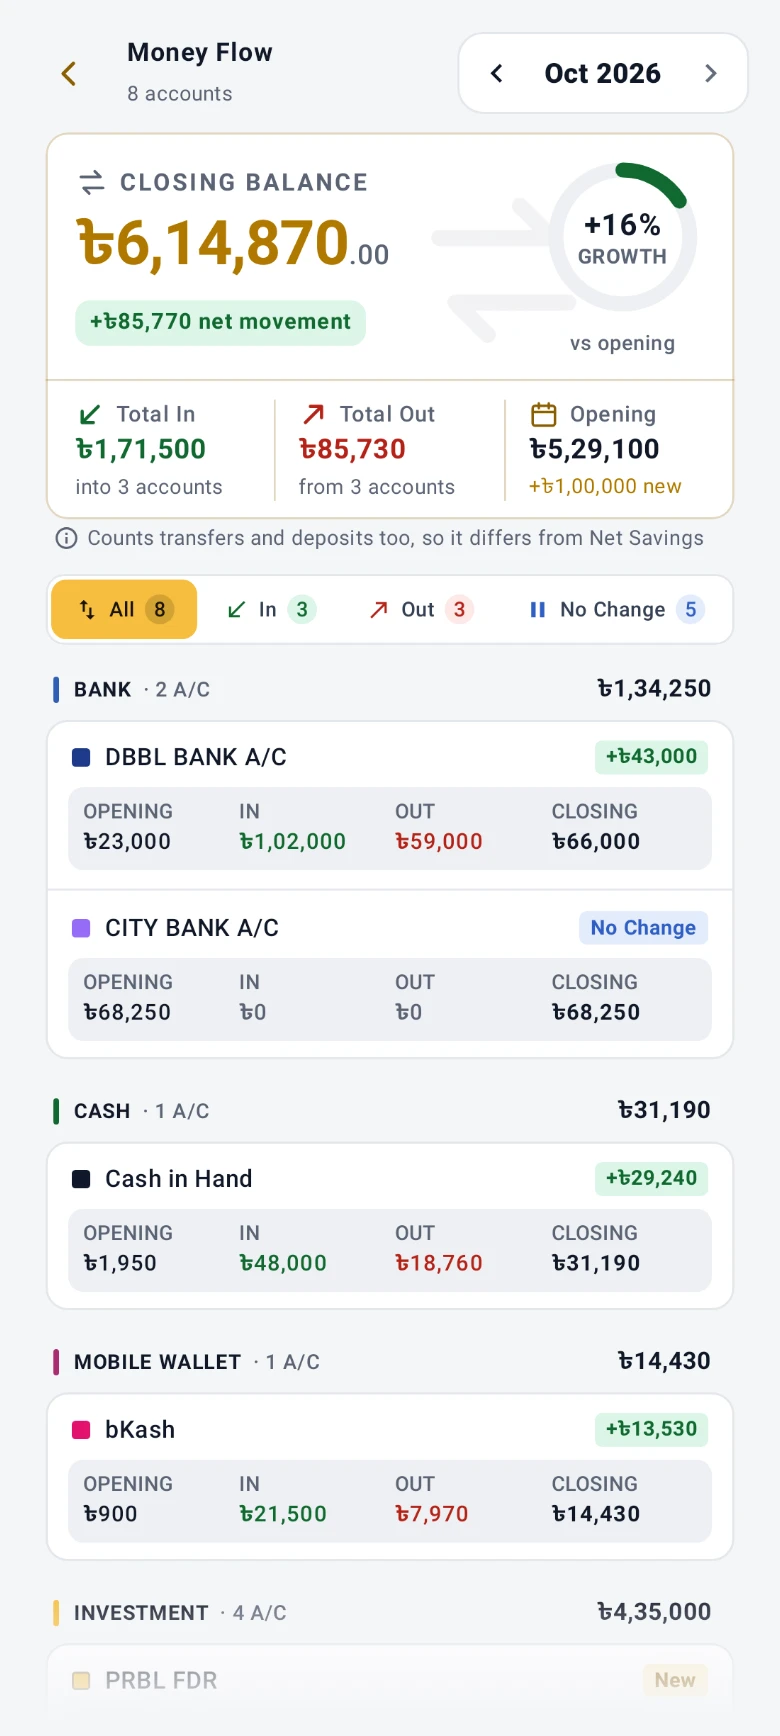 Money Flow
8 accounts
Oct 2026
CLOSING BALANCE
৳6,14,870.00
+৳85,770 net movement
+16%
GROWTH
vs opening
Total In
৳1,71,500
into 3 accounts
Total Out
৳85,730
from 3 accounts
Opening
৳5,29,100
+৳1,00,000 new
Counts transfers and deposits too, so it differs from Net Savings
All 8
In 3
Out 3
No Change 5
BANK · 2 A/C ৳1,34,250
DBBL BANK A/C +৳43,000
OPENING IN OUT CLOSING
৳23,000 ৳1,02,000 ৳59,000 ৳66,000
CITY BANK A/C No Change
OPENING IN OUT CLOSING
৳68,250 ৳0 ৳0 ৳68,250
CASH · 1 A/C ৳31,190
Cash in Hand +৳29,240
OPENING IN OUT CLOSING
৳1,950 ৳48,000 ৳18,760 ৳31,190
MOBILE WALLET · 1 A/C ৳14,430
bKash +৳13,530
OPENING IN OUT CLOSING
৳900 ৳21,500 ৳7,970 ৳14,430
INVESTMENT · 4 A/C ৳4,35,000
PRBL FDR New